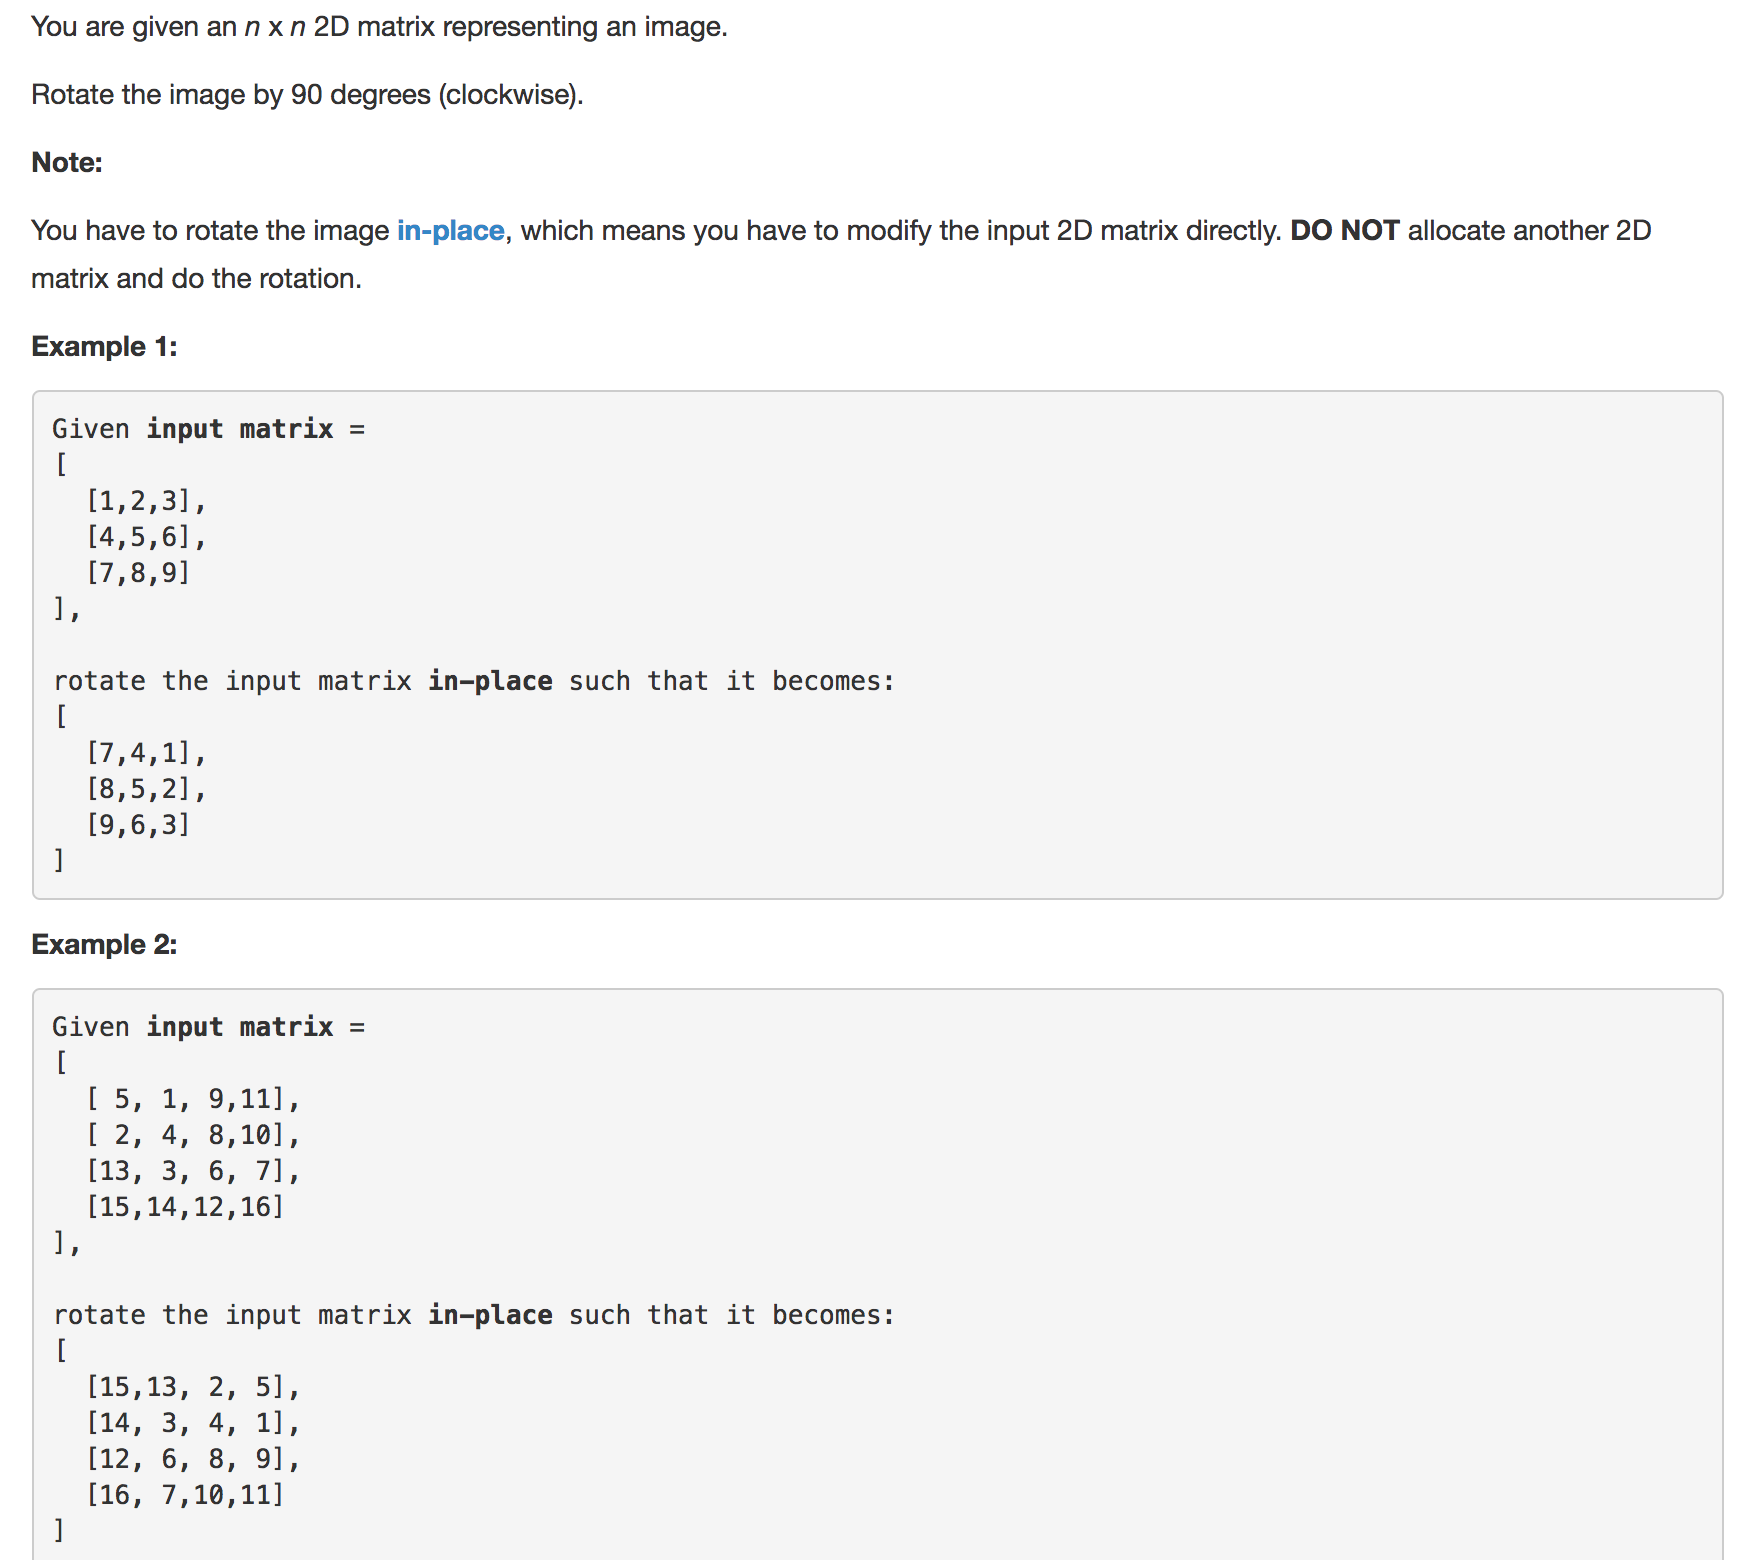 You are given an n x n 2D matrix representing an image.
Rotate the image by 90 degrees (clockwise).
Note:
You have to rotate the image in-place, which means you have to modify the input 2D matrix directly. DO NOT allocate another 2D
matrix and do the rotation.
Example 1:
Given input matrix =
[
  [1,2,3],
  [4,5,6],
  [7,8,9]
],
rotate the input matrix in-place such that it becomes:
[
  [7,4,1],
  [8,5,2],
  [9,6,3]
]
Example 2:
Given input matrix =
[
  [ 5, 1, 9,11],
  [ 2, 4, 8,10],
  [13, 3, 6, 7],
  [15,14,12,16]
],
rotate the input matrix in-place such that it becomes:
[
  [15,13, 2, 5],
  [14, 3, 4, 1],
  [12, 6, 8, 9],
  [16, 7,10,11]
]